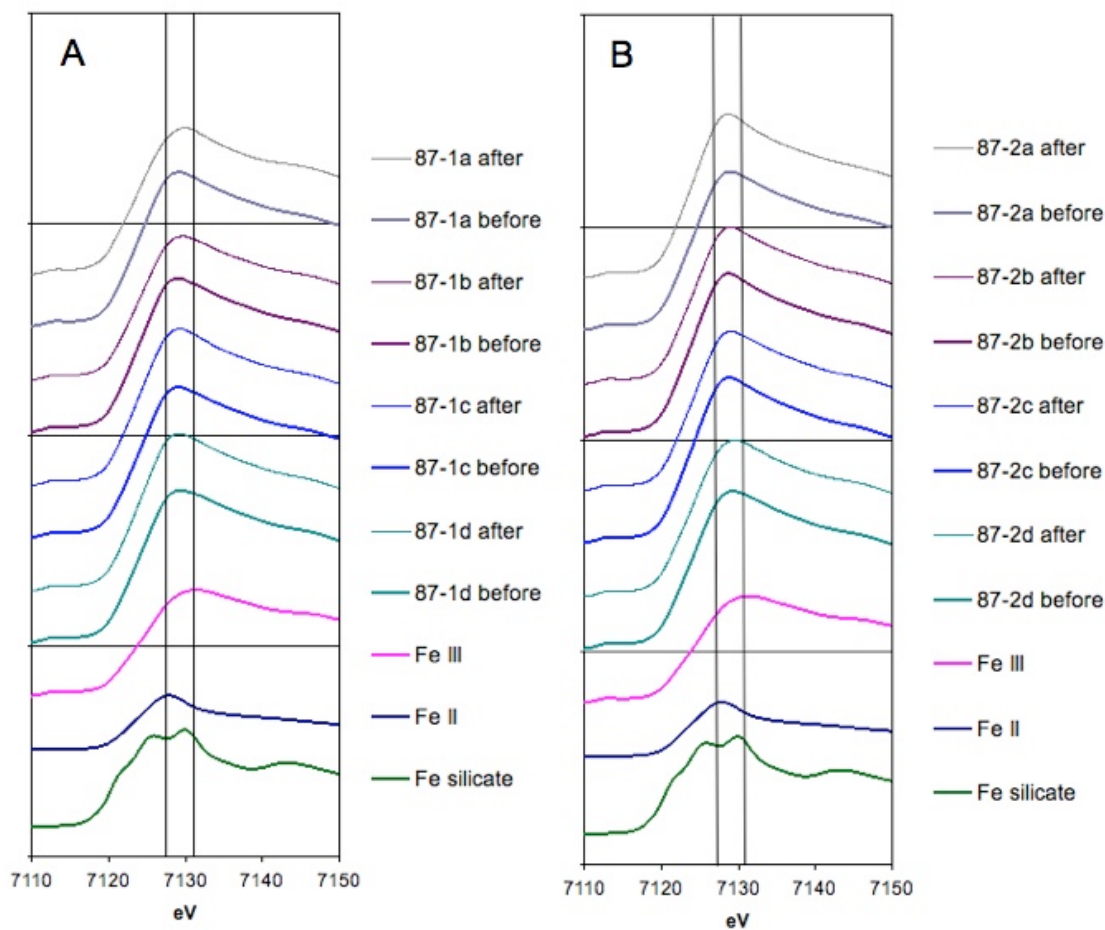 A
87-1a after
87-1a before
87-1b after
87-1b before
87-1c after
87-1c before
87-1d after
87-1d before
Fe III
Fe II
Fe silicate
7110 7120 7130 7140 7150
eV
B
87-2a after
87-2a before
87-2b after
87-2b before
87-2c after
87-2c before
87-2d after
87-2d before
Fe III
Fe II
Fe silicate
7110 7120 7130 7140 7150
eV